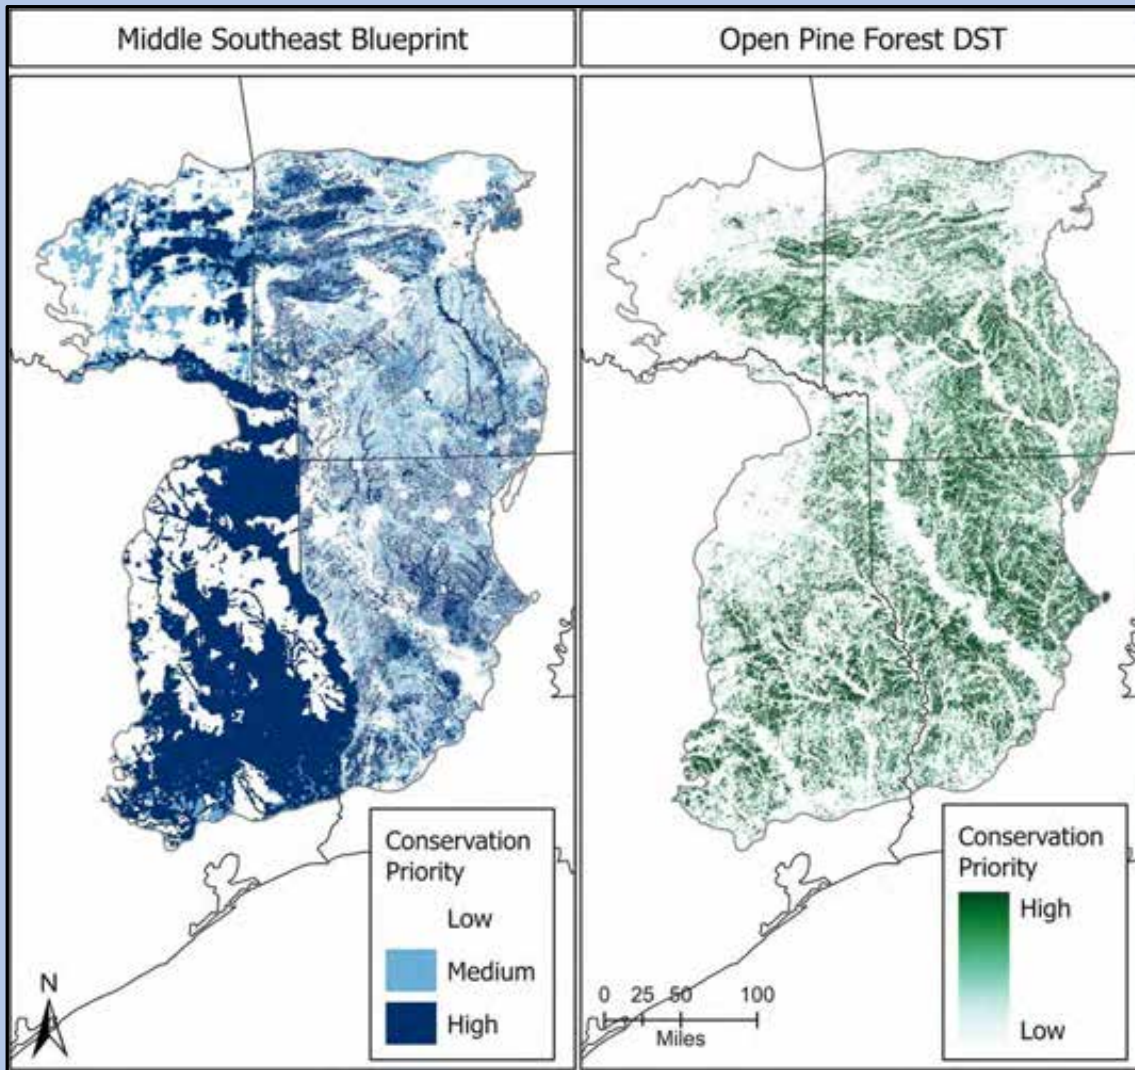 Middle Southeast Blueprint
Open Pine Forest DST
Conservation
Priority
Low
Medium
High
N
Conservation
Priority
High
Low
0 25 50 100
Miles